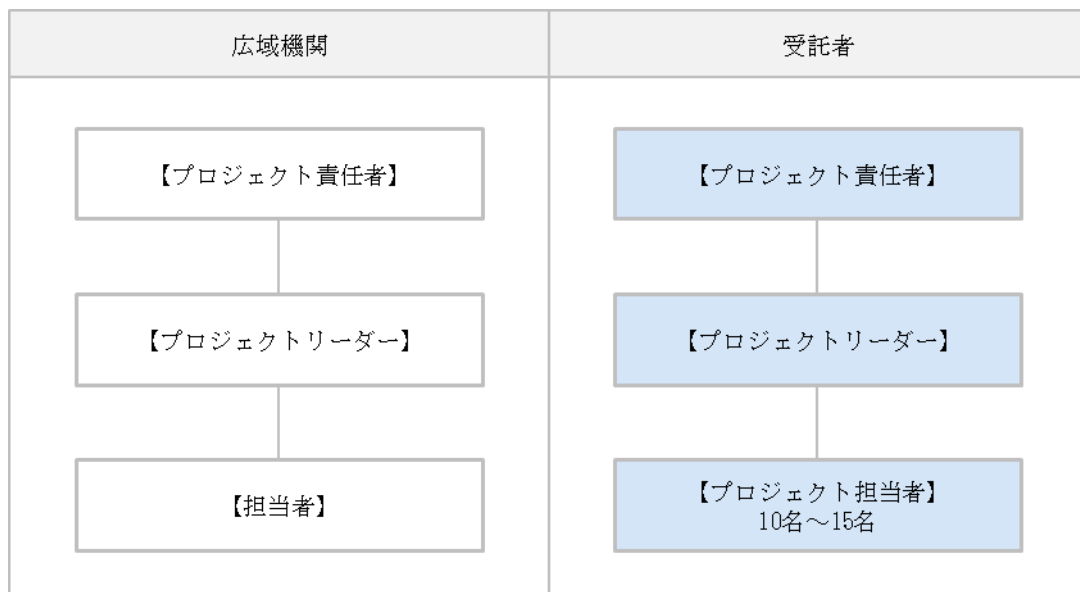 広域機関
受託者
【プロジェクト責任者】
【プロジェクト責任者】
【プロジェクトリーダー】
【プロジェクトリーダー】
【担当者】
【プロジェクト担当者】
10名～15名